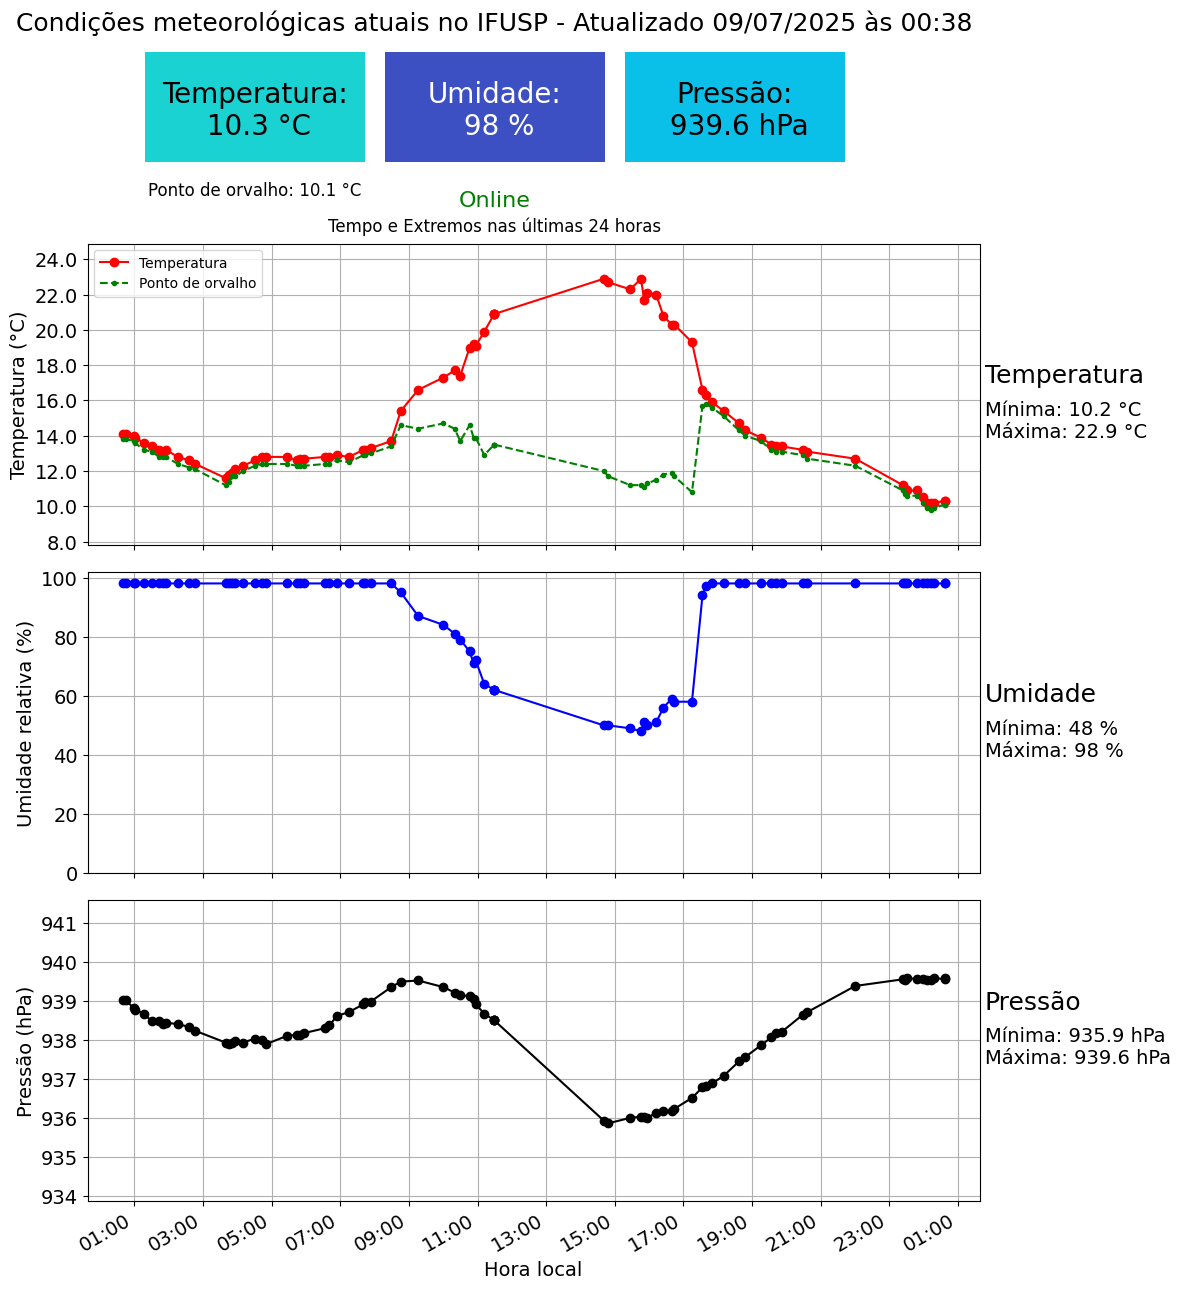 Condições meteorológicas atuais no IFUSP - Atualizado 09/07/2025 às 00:38
Temperatura:
10.3 °C
Umidade:
98 %
Pressão:
939.6 hPa
Ponto de orvalho: 10.1 °C
Online
Tempo e Extremos nas últimas 24 horas
Temperatura (°C)
24.0
22.0
20.0
18.0
16.0
14.0
12.0
10.0
8.0
Temperatura
Ponto de orvalho
Temperatura
Mínima: 10.2 °C
Máxima: 22.9 °C
Umidade relativa (%)
100
80
60
40
20
0
Umidade
Mínima: 48 %
Máxima: 98 %
Pressão (hPa)
941
940
939
938
937
936
935
934
Pressão
Mínima: 935.9 hPa
Máxima: 939.6 hPa
01:00 03:00 05:00 07:00 09:00 11:00 13:00 15:00 17:00 19:00 21:00 23:00 01:00
Hora local